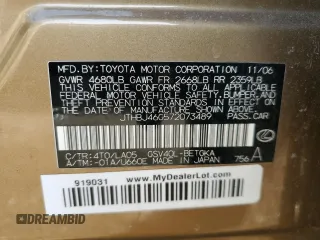 MFD. BY: TOYOTA MOTOR CORPORATION 11/06
GVWR 4680LB GAWR FR 2668LB RR 2359LB
THIS VEHICLE CONFORMS TO ALL APPLICABLE
FEDERAL MOTOR VEHICLE SAFETY, BUMPER,
AND THEFT PREVENTION STANDARDS IN EFFECT
ON THE DATE OF MANUFACTURE
SHOWN ABOVE.
JTHBJ46G572073489 PASS.CAR
C/TR: 4T0/LA05 GSV40L-BETGKA
A/TM: -01A/U660E MADE IN JAPAN 756 A
919031 www.MyDealerLot.com
DREAMBID